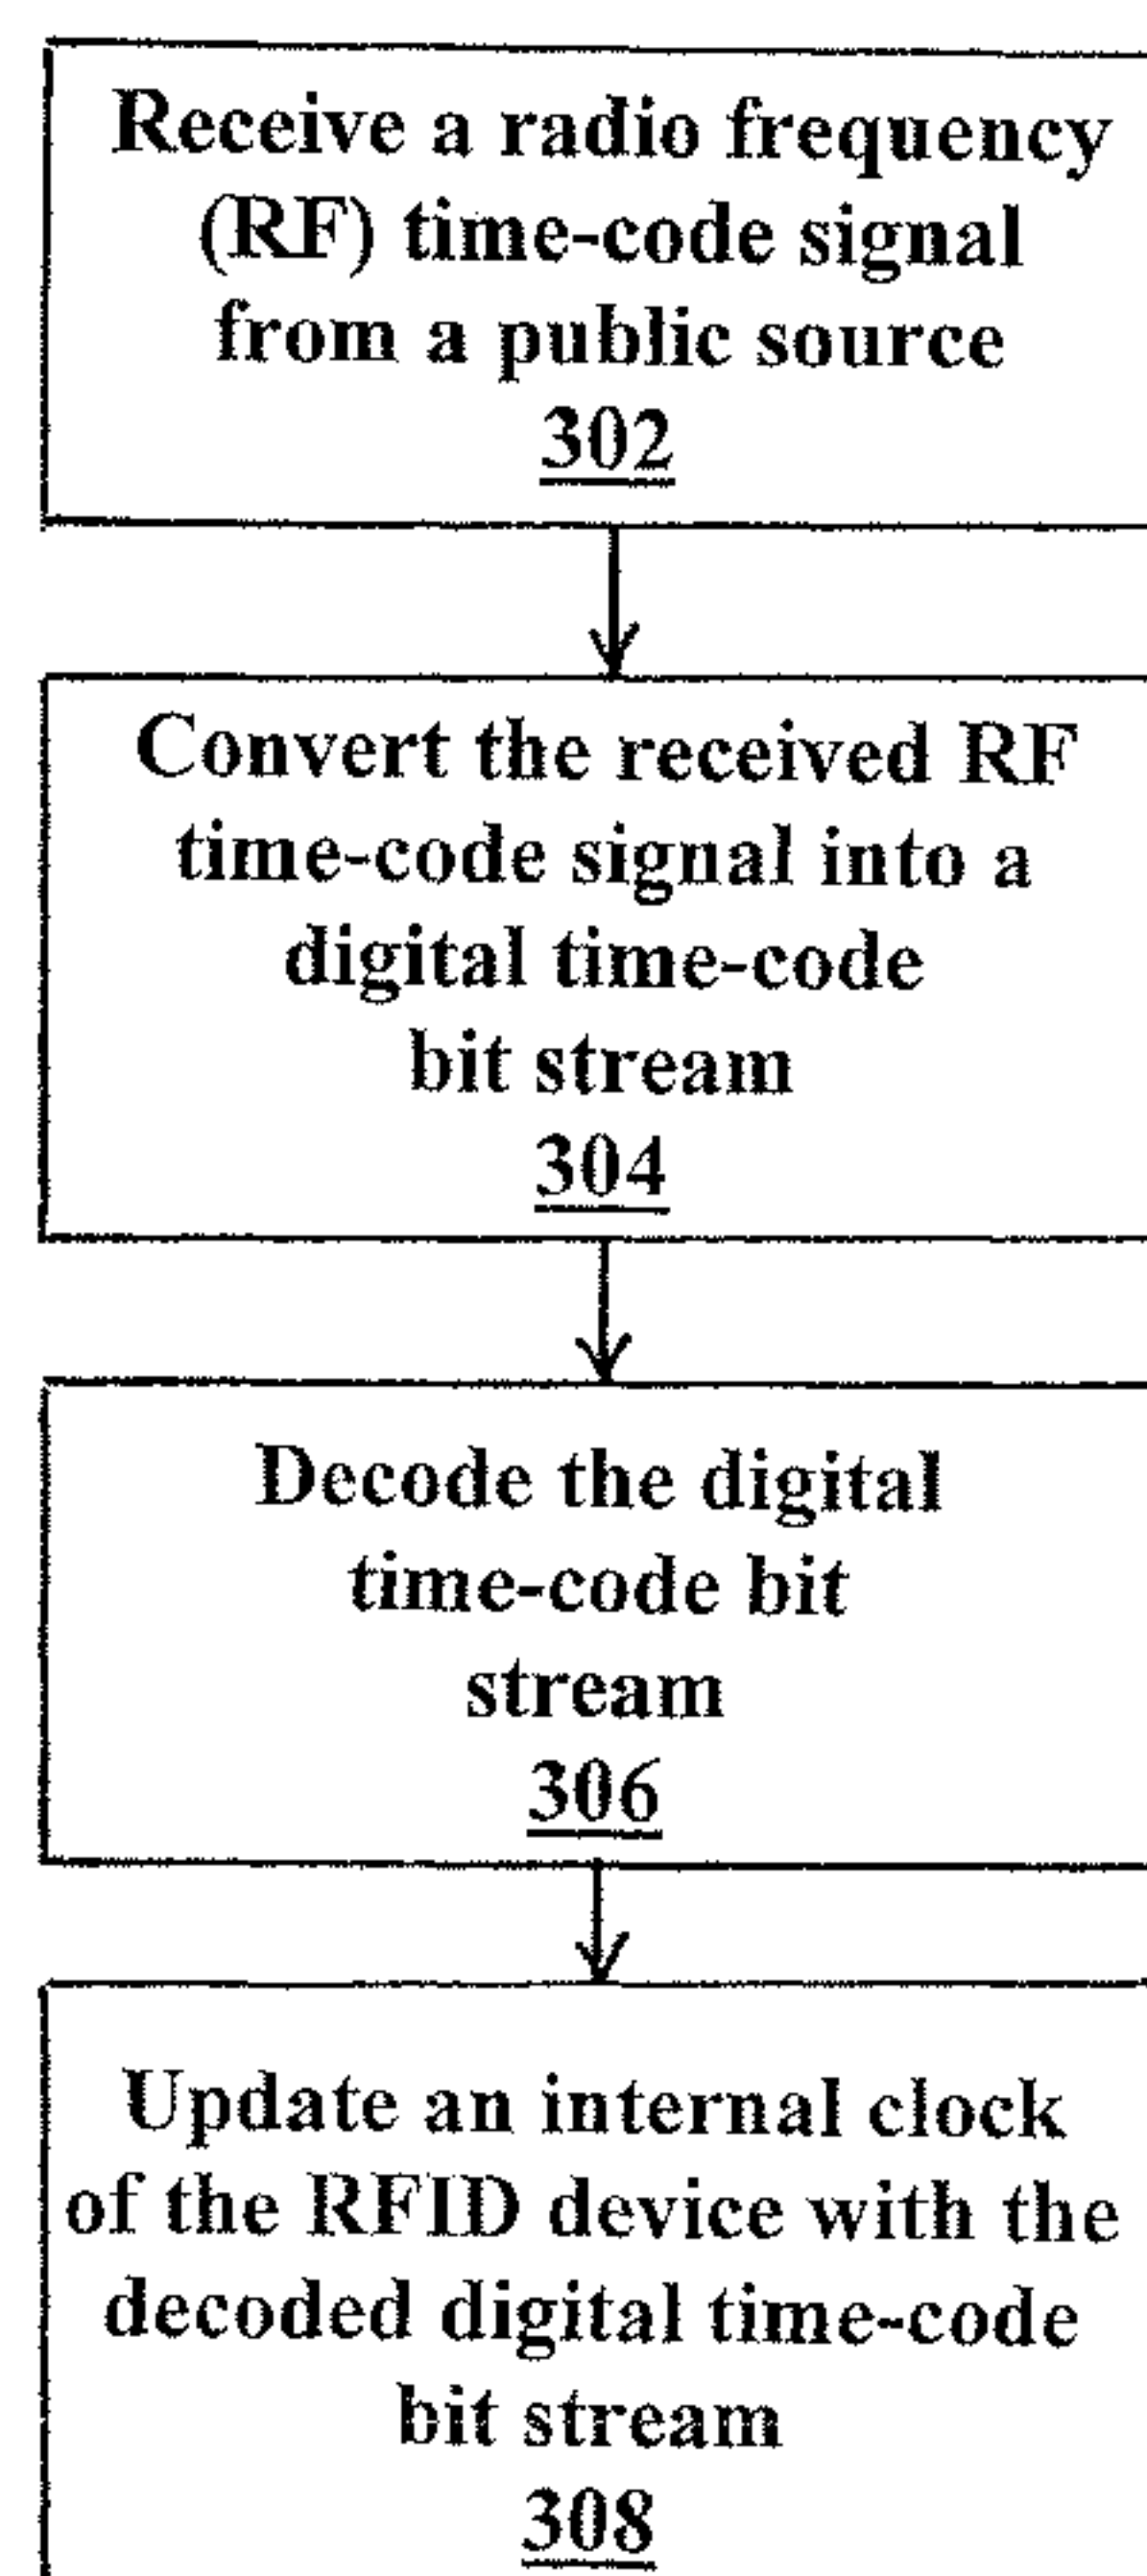 Receive a radio frequency
(RF) time-code signal
from a public source
302
Convert the received RF
time-code signal into a
digital time-code
bit stream
304
Decode the digital
time-code bit
stream
306
Update an internal clock
of the RFID device with the
decoded digital time-code
bit stream
308